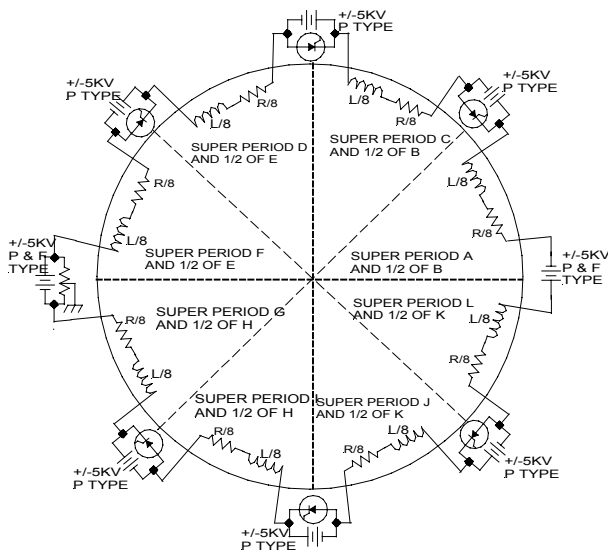 +/-5KV
P TYPE
+/-5KV
P TYPE
+/-5KV
P TYPE
L/8
R/8
R/8
L/8
SUPER PERIOD D
AND 1/2 OF E
SUPER PERIOD C
AND 1/2 OF B
R/8
L/8
L/8
R/8
+/-5KV
P & F
TYPE
SUPER PERIOD F
AND 1/2 OF E
SUPER PERIOD A
AND 1/2 OF B
+/-5KV
P & F
TYPE
SUPER PERIOD G
AND 1/2 OF H
SUPER PERIOD L
AND 1/2 OF K
R/8
L/8
L/8
R/8
SUPER PERIOD I
AND 1/2 OF H
SUPER PERIOD J
AND 1/2 OF K
R/8
L/8
R/8
L/8
+/-5KV
P TYPE
+/-5KV
P TYPE
+/-5KV
P TYPE